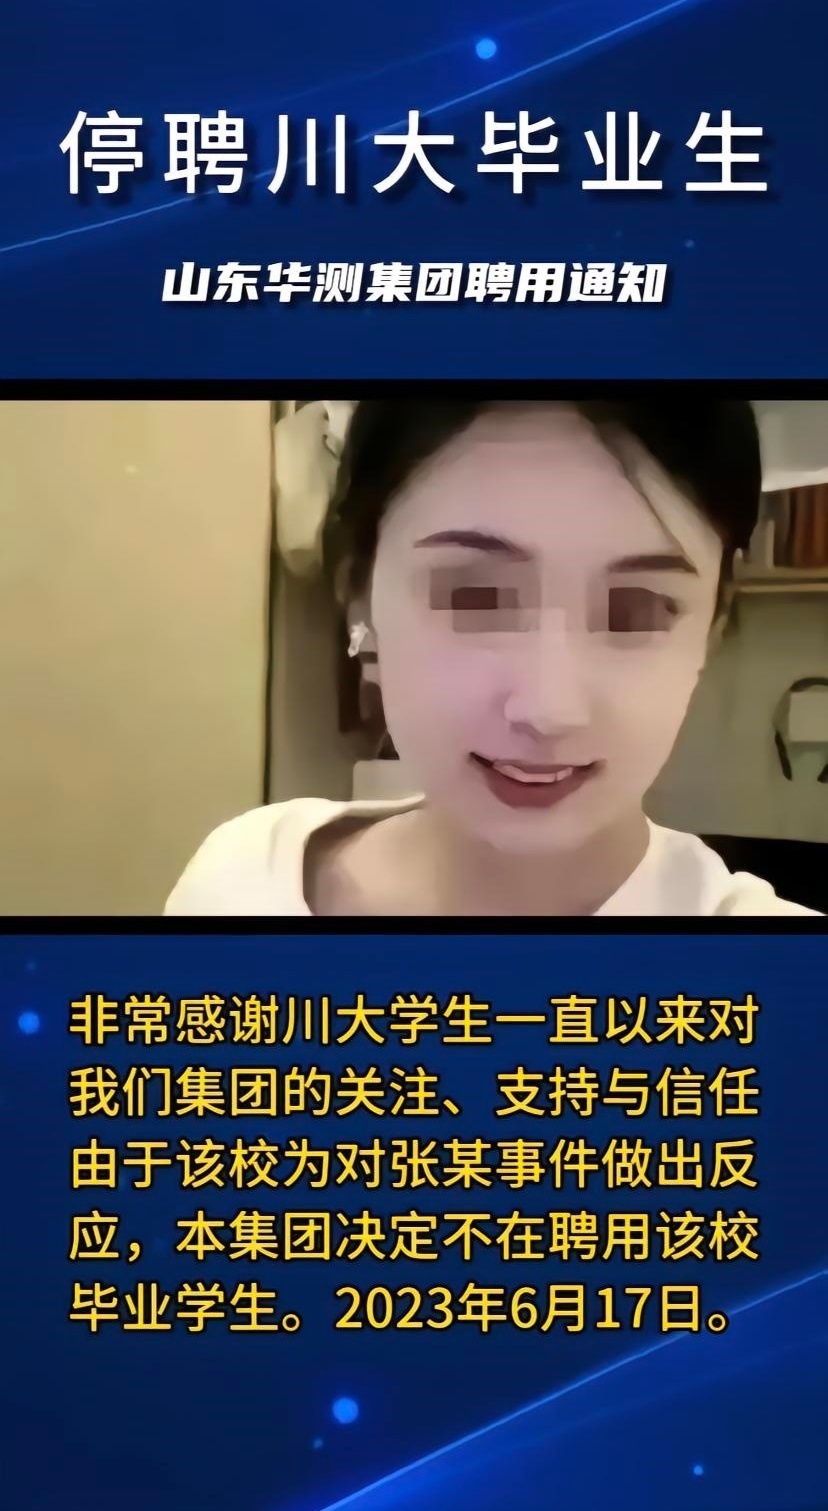 停聘川大毕业生
山东华测集团聘用通知
非常感谢川大学生一直以来对
我们集团的关注、支持与信任
由于该校为对张某事件做出反
应，本集团决定不在聘用该校
毕业学生。2023年6月17日。